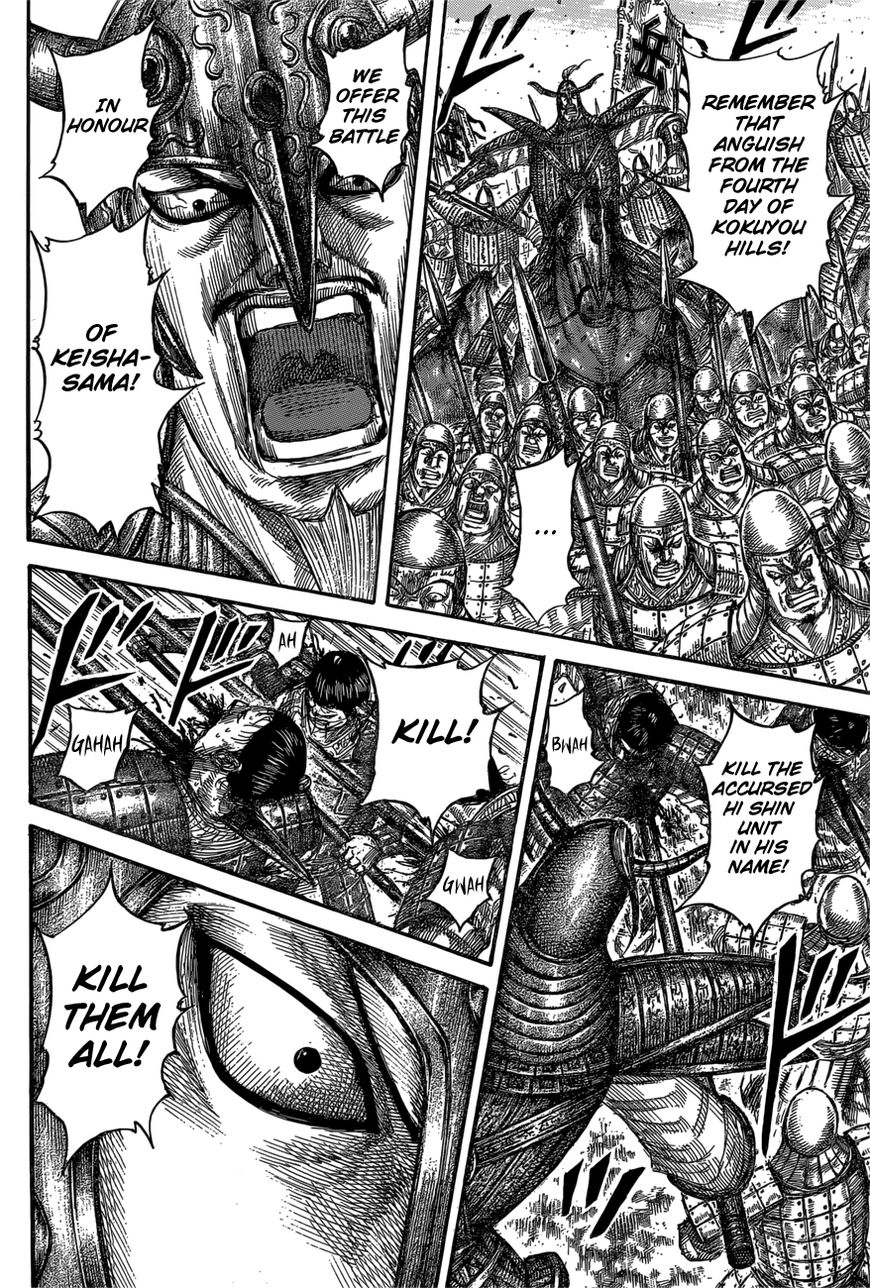 REMEMBER
THAT
ANGUISH
FROM THE
FOURTH
DAY OF
KOKUYOU
HILLS!
...
WE
OFFER
THIS
BATTLE
IN
HONOUR
OF
KEISHA-
SAMA!
KILL THE
ACCURSED
HI SHIN
UNIT
IN HIS
NAME!
BWAH
KILL!
AH
GAHAH
GWAH
KILL
THEM
ALL!